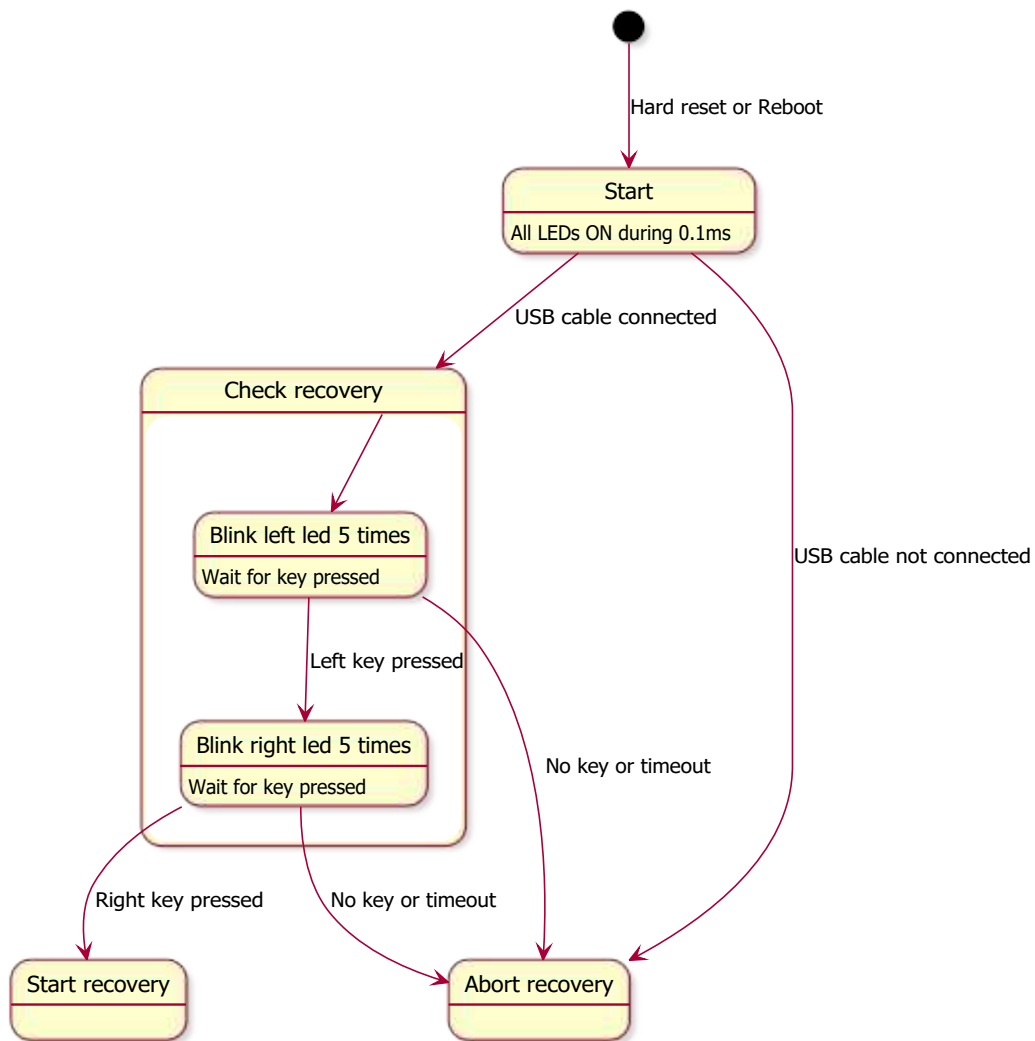 Hard reset or Reboot
Start
All LEDs ON during 0.1ms
USB cable connected
Check recovery
Blink left led 5 times
Wait for key pressed
USB cable not connected
Left key pressed
Blink right led 5 times
Wait for key pressed
No key or timeout
Right key pressed
No key or timeout
Start recovery
Abort recovery